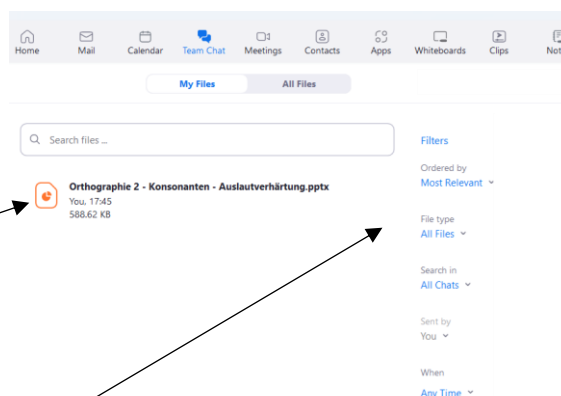 Home Mail Calendar Team Chat Meetings Contacts Apps Whiteboards Clips
My Files All Files
Search files ...
Filters
Ordered by
Most Relevant
Orthographie 2 - Konsonanten - Auslautverhärtung.pptx
You, 17:45
588.62 KB
File type
All Files
Search in
All Chats
Sent by
You
When
Any Time